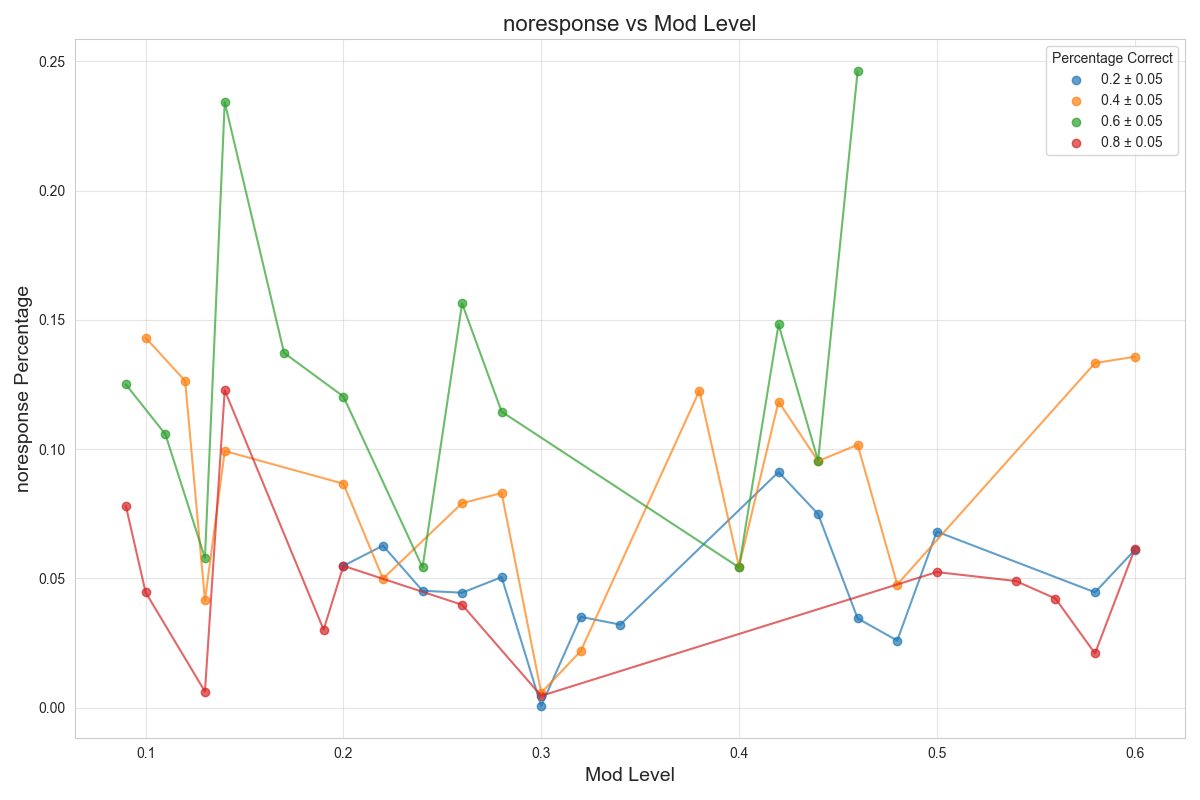 noresponse vs Mod Level
Percentage Correct
0.2 ± 0.05
0.4 ± 0.05
0.6 ± 0.05
0.8 ± 0.05
noresponse Percentage
0.25
0.20
0.15
0.10
0.05
0.00
0.1 0.2 0.3 0.4 0.5 0.6
Mod Level